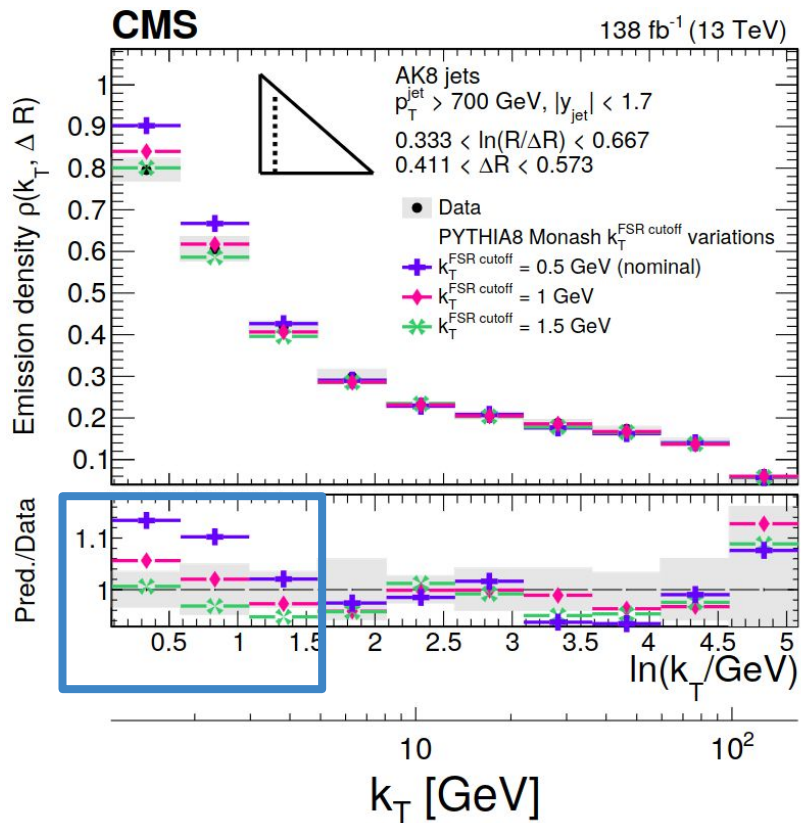 CMS 138 fb⁻¹ (13 TeV)
AK8 jets
p_T^jet > 700 GeV, |y_jet| < 1.7
0.333 < ln(R/ΔR) < 0.667
0.411 < ΔR < 0.573
Data
PYTHIA8 Monash k_T^FSR cutoff variations
k_T^FSR cutoff = 0.5 GeV (nominal)
k_T^FSR cutoff = 1 GeV
k_T^FSR cutoff = 1.5 GeV
Emission density ρ(k_T, Δ R)
1
0.9
0.8
0.7
0.6
0.5
0.4
0.3
0.2
0.1
Pred./Data
1.1
1
0.5 1 1.5 2 2.5 3 3.5 4 4.5 5
ln(k_T/GeV)
10 10²
k_T [GeV]